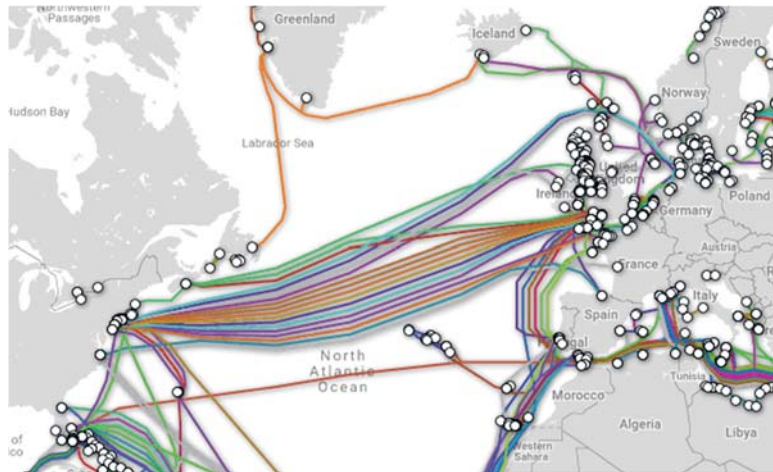 Northwestern
Passages
Greenland
Iceland
Sweden
Norway
Hudson Bay
Labrador Sea
United
Kingdom
Ireland
Poland
Germany
Austria
France
Italy
Spain
Portugal
North
Atlantic
Ocean
Tunisia
Morocco
Algeria
Libya
Western
Sahara
of